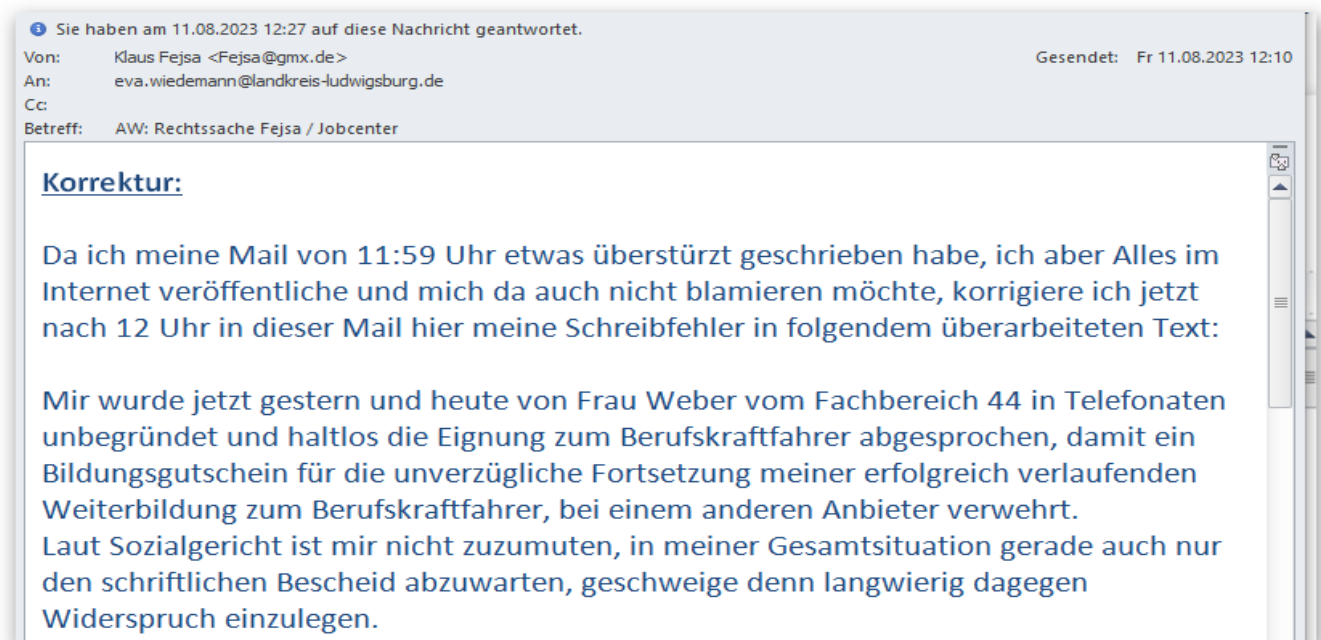 Sie haben am 11.08.2023 12:27 auf diese Nachricht geantwortet.
Von: Klaus Fejsa <Fejsa@gmx.de> Gesendet: Fr 11.08.2023 12:10
An: eva.wiedemann@landkreis-ludwigsburg.de
Cc:
Betreff: AW: Rechtssache Fejsa / Jobcenter
Korrektur:
Da ich meine Mail von 11:59 Uhr etwas überstürzt geschrieben habe, ich aber Alles im
Internet veröffentliche und mich da auch nicht blamieren möchte, korrigiere ich jetzt
nach 12 Uhr in dieser Mail hier meine Schreibfehler in folgendem überarbeiteten Text:
Mir wurde jetzt gestern und heute von Frau Weber vom Fachbereich 44 in Telefonaten
unbegründet und haltlos die Eignung zum Berufskraftfahrer abgesprochen, damit ein
Bildungsgutschein für die unverzügliche Fortsetzung meiner erfolgreich verlaufenden
Weiterbildung zum Berufskraftfahrer, bei einem anderen Anbieter verwehrt.
Laut Sozialgericht ist mir nicht zuzumuten, in meiner Gesamtsituation gerade auch nur
den schriftlichen Bescheid abzuwarten, geschweige denn langwierig dagegen
Widerspruch einzulegen.